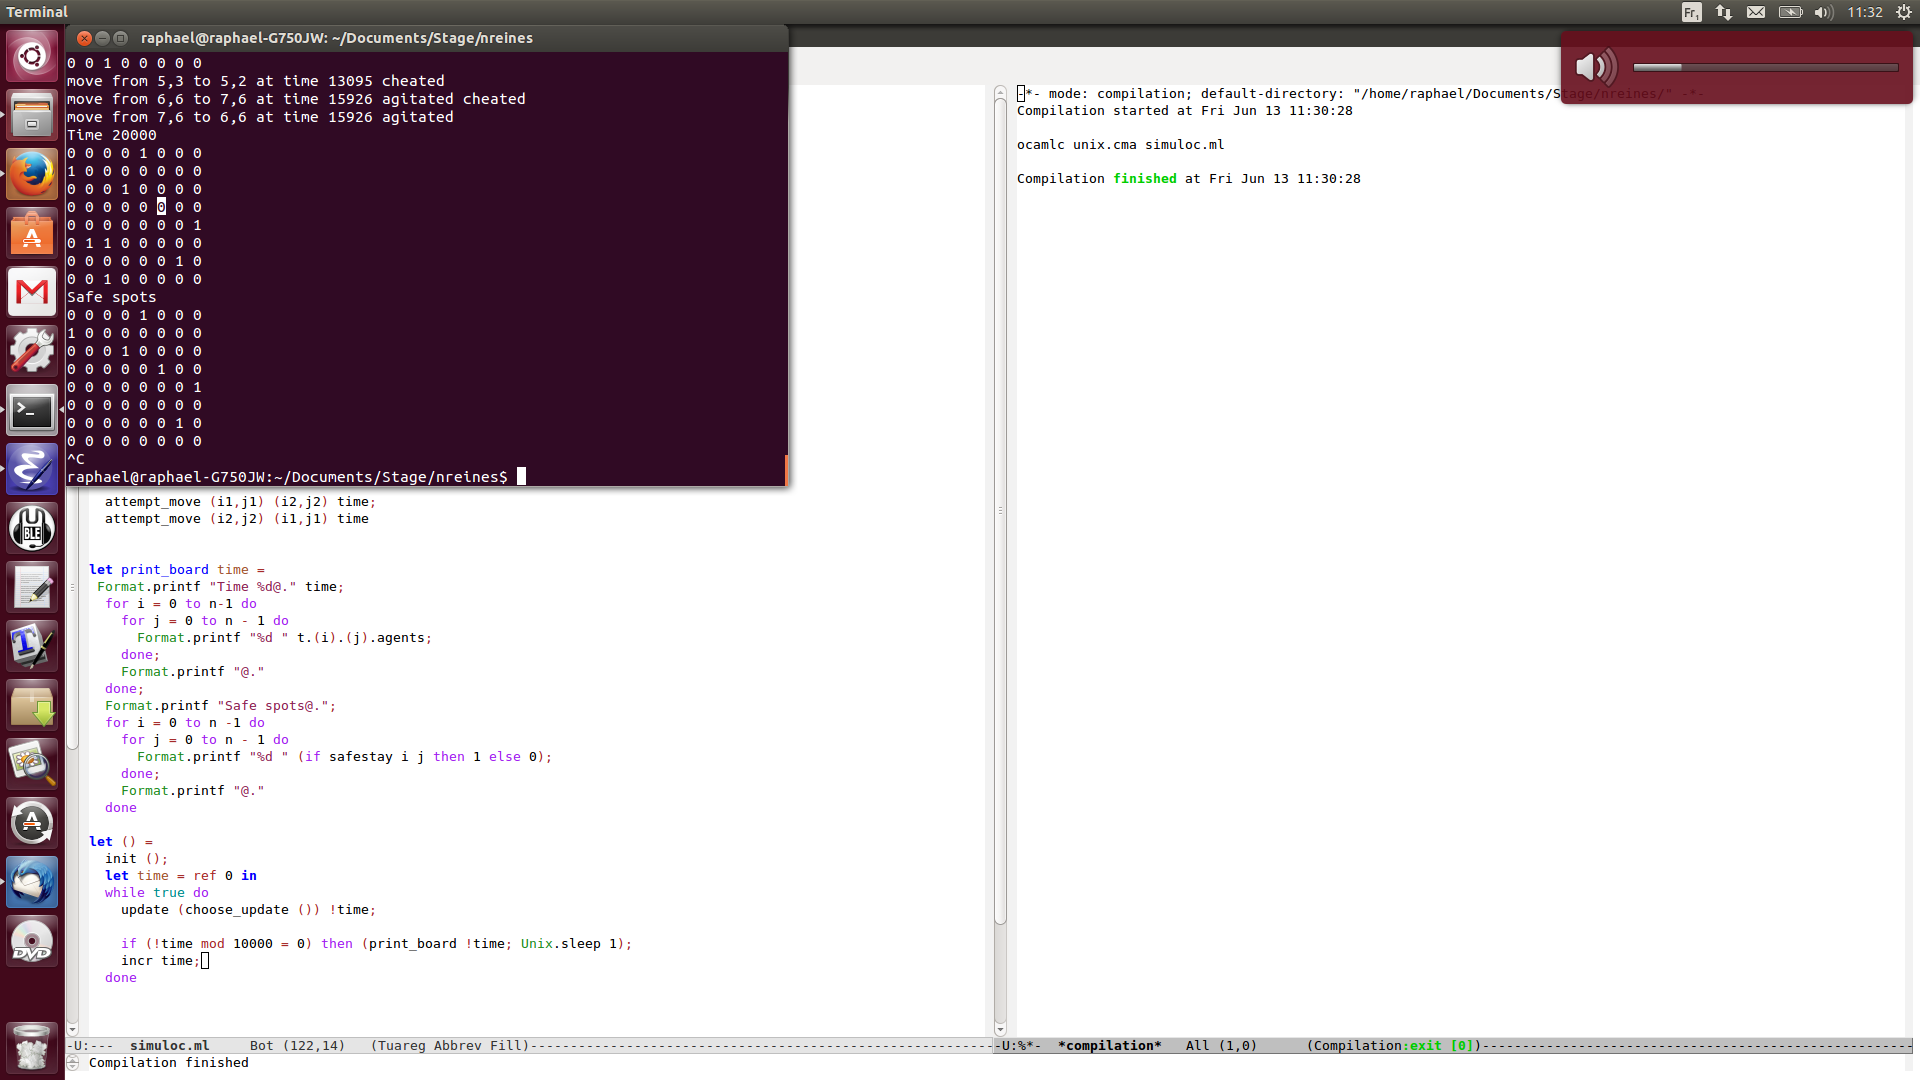 Terminal
Fr1
11:32
raphael@raphael-G750JW: ~/Documents/Stage/nreines
0 0 1 0 0 0 0 0
move from 5,3 to 5,2 at time 13095 cheated
move from 6,6 to 7,6 at time 15926 agitated cheated
move from 7,6 to 6,6 at time 15926 agitated
Time 20000
0 0 0 0 1 0 0 0
1 0 0 0 0 0 0 0
0 0 0 1 0 0 0 0
0 0 0 0 0 0 0 0
0 0 0 0 0 0 0 1
0 1 1 0 0 0 0 0
0 0 0 0 0 0 1 0
0 0 1 0 0 0 0 0
Safe spots
0 0 0 0 1 0 0 0
1 0 0 0 0 0 0 0
0 0 0 1 0 0 0 0
0 0 0 0 0 1 0 0
0 0 0 0 0 0 0 1
0 0 0 0 0 0 0 0
0 0 0 0 0 0 1 0
0 0 0 0 0 0 0 0
^C
raphael@raphael-G750JW:~/Documents/Stage/nreines$
attempt_move (i1,j1) (i2,j2) time;
attempt_move (i2,j2) (i1,j1) time
let print_board time =
Format.printf "Time %d@." time;
for i = 0 to n-1 do
for j = 0 to n - 1 do
Format.printf "%d " t.(i).(j).agents;
done;
Format.printf "@."
done;
Format.printf "Safe spots@.";
for i = 0 to n -1 do
for j = 0 to n - 1 do
Format.printf "%d " (if safestay i j then 1 else 0);
done;
Format.printf "@."
done
let () =
init ();
let time = ref 0 in
while true do
update (choose_update ()) !time;
if (!time mod 10000 = 0) then (print_board !time; Unix.sleep 1);
incr time;
done
-U:--- simuloc.ml Bot (122,14) (Tuareg Abbrev Fill)
Compilation finished
-*- mode: compilation; default-directory: "/home/raphael/Documents/Stage/nreines/" -*-
Compilation started at Fri Jun 13 11:30:28
ocamlc unix.cma simuloc.ml
Compilation finished at Fri Jun 13 11:30:28
-U:%*- *compilation* All (1,0) (Compilation:exit [0])
BLE
DVD